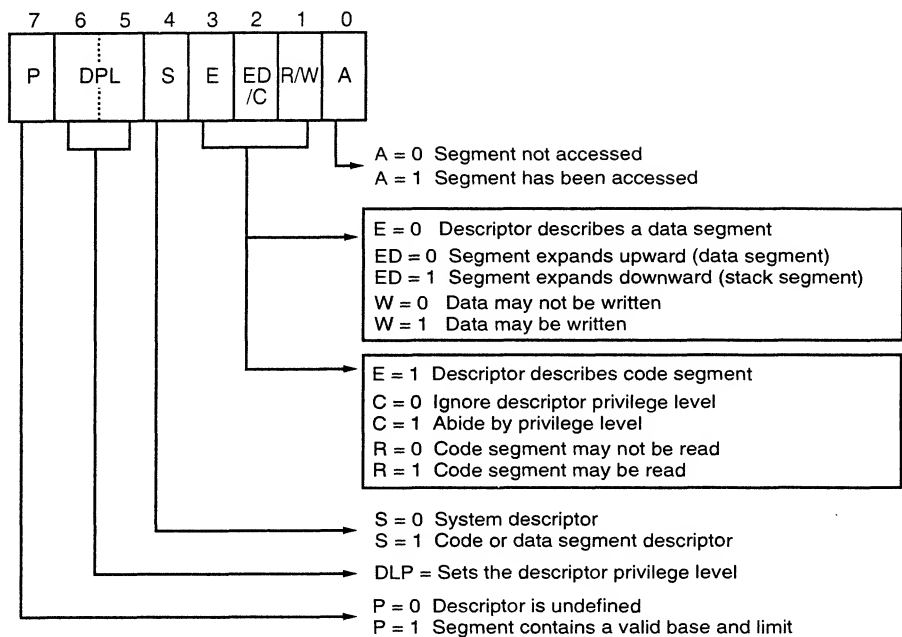 7 6 5 4 3 2 1 0
P DPL S E ED/C R/W A
A = 0 Segment not accessed
A = 1 Segment has been accessed
E = 0 Descriptor describes a data segment
ED = 0 Segment expands upward (data segment)
ED = 1 Segment expands downward (stack segment)
W = 0 Data may not be written
W = 1 Data may be written
E = 1 Descriptor describes code segment
C = 0 Ignore descriptor privilege level
C = 1 Abide by privilege level
R = 0 Code segment may not be read
R = 1 Code segment may be read
S = 0 System descriptor
S = 1 Code or data segment descriptor
DLP = Sets the descriptor privilege level
P = 0 Descriptor is undefined
P = 1 Segment contains a valid base and limit